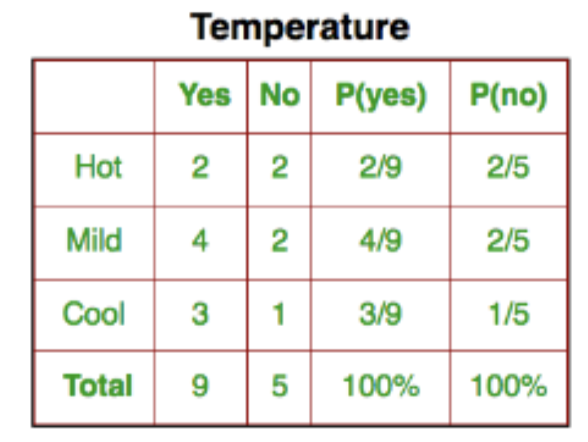 Temperature
Yes No P(yes) P(no)
Hot 2 2 2/9 2/5
Mild 4 2 4/9 2/5
Cool 3 1 3/9 1/5
Total 9 5 100% 100%